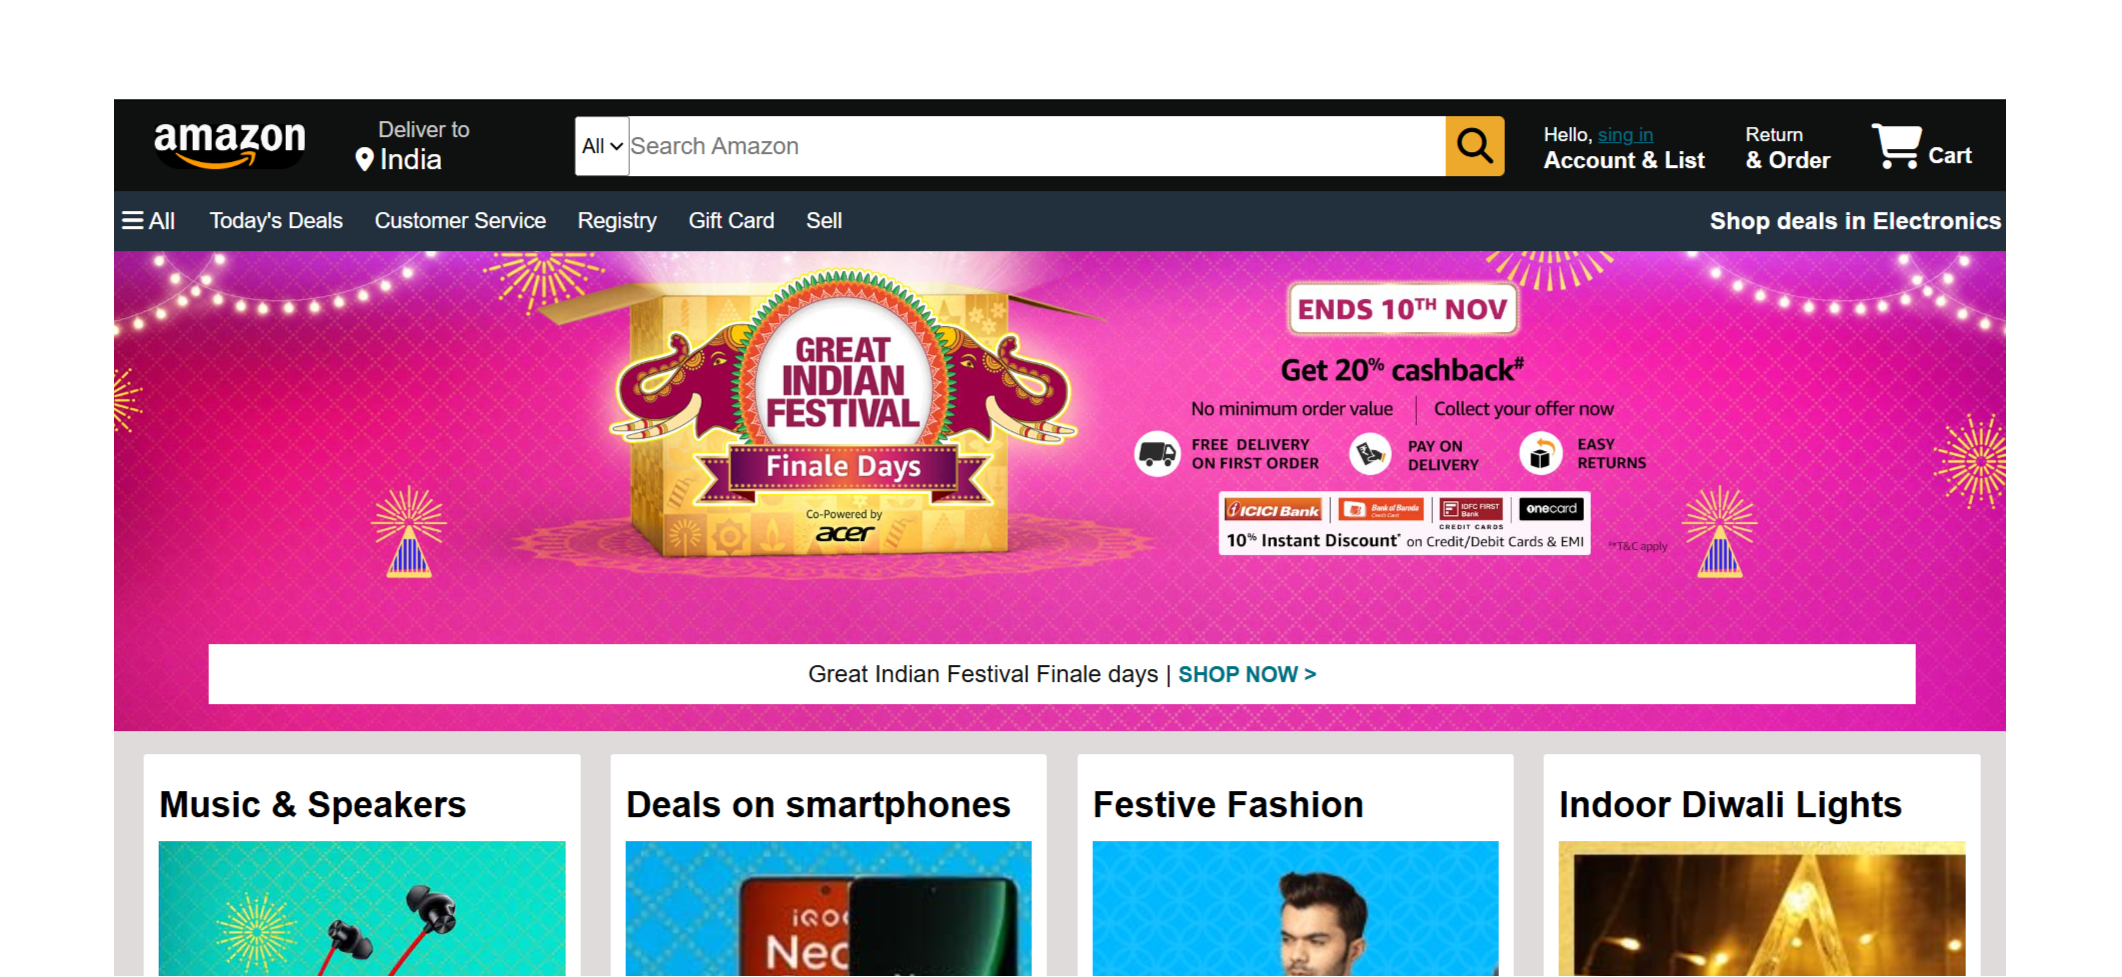 amazon
Deliver to
India
All
Search Amazon
Hello, sing in
Account & List
Return
& Order
Cart
All
Today's Deals
Customer Service
Registry
Gift Card
Sell
Shop deals in Electronics
GREAT
INDIAN
FESTIVAL
Finale Days
Co-Powered by
acer
ENDS 10TH NOV
Get 20% cashback#
No minimum order value | Collect your offer now
FREE DELIVERY
ON FIRST ORDER
PAY ON
DELIVERY
EASY
RETURNS
ICICI Bank
Bank of Baroda
Credit Card
IDFC FIRST
Bank
CREDIT CARDS
onecard
10% Instant Discount* on Credit/Debit Cards & EMI
#*T&C apply
Great Indian Festival Finale days | SHOP NOW >
Music & Speakers
Deals on smartphones
Festive Fashion
Indoor Diwali Lights